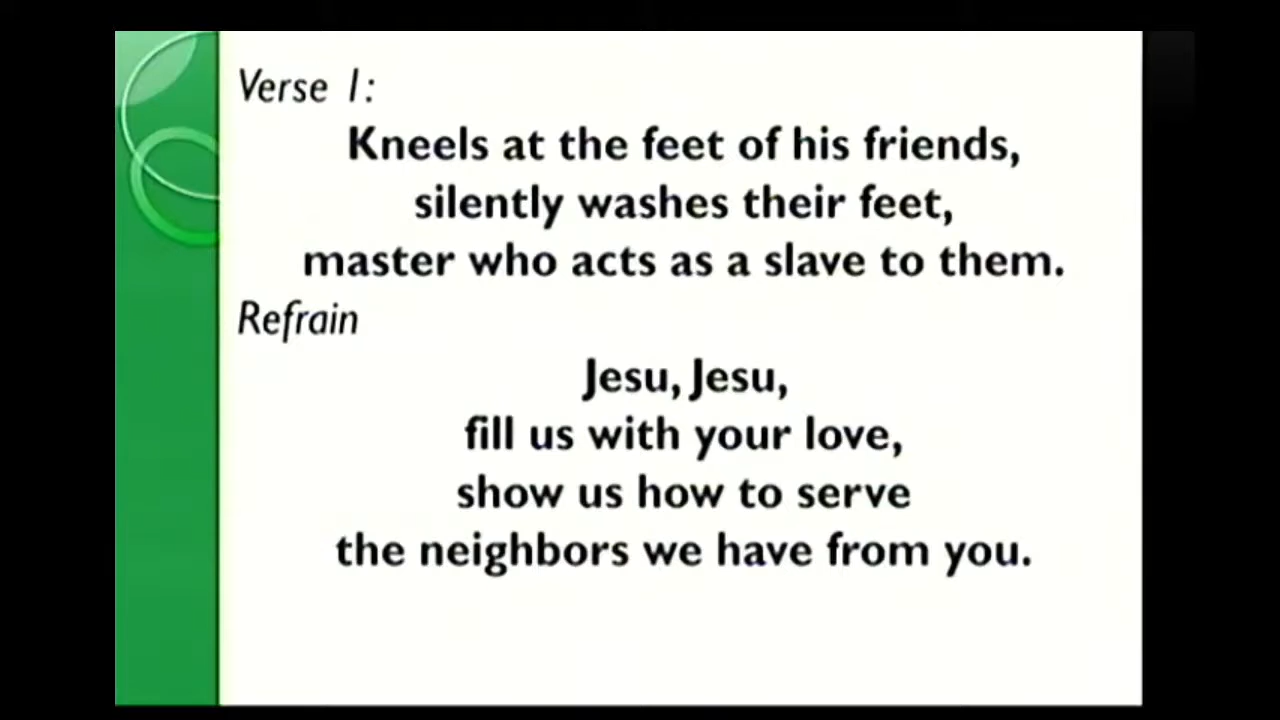 Verse 1:
Kneels at the feet of his friends,
silently washes their feet,
master who acts as a slave to them.
Refrain
Jesu, Jesu,
fill us with your love,
show us how to serve
the neighbors we have from you.